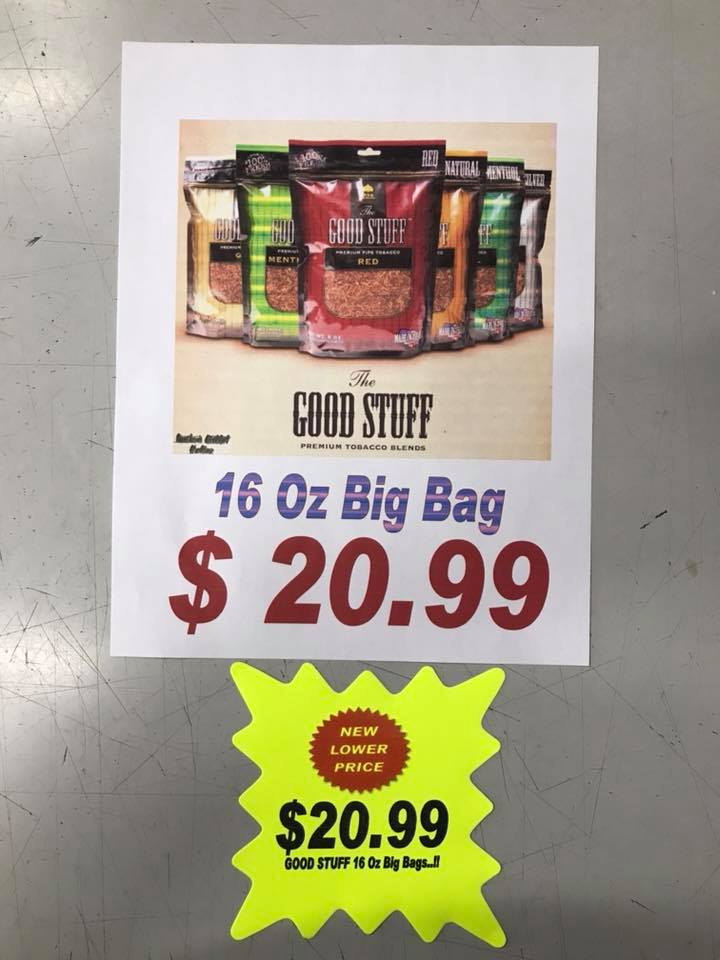 RED
NATURAL
MENTHOL
The
GOOD STUFF
PREMIUM PIPE TOBACCO
RED
MENTH
The
GOOD STUFF
PREMIUM TOBACCO BLENDS
16 Oz Big Bag
$ 20.99
NEW
LOWER
PRICE
$20.99
GOOD STUFF 16 Oz Big Bags..!!